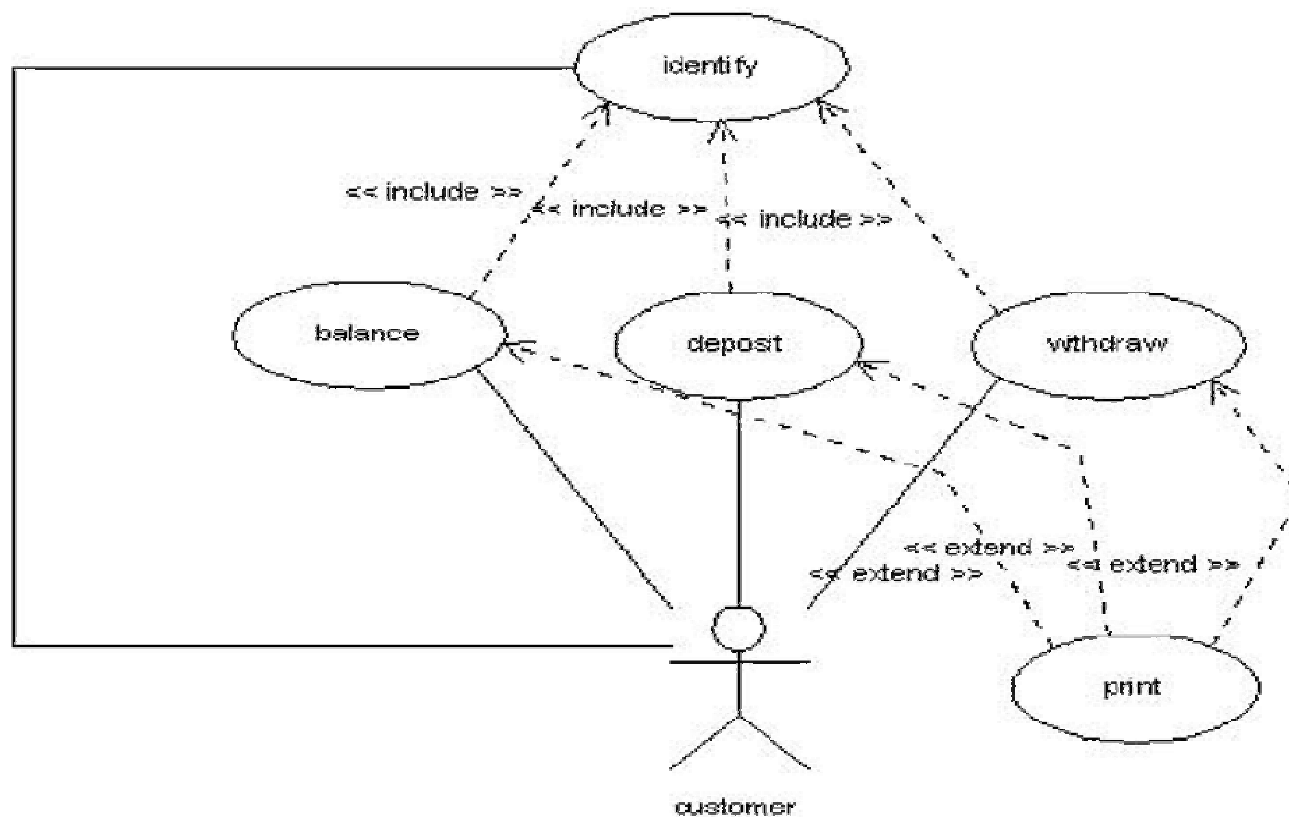 identify
<< include >>
<< include >>
<< include >>
balance
deposit
withdraw
<< extend >>
<< extend >>
<< extend >>
print
customer